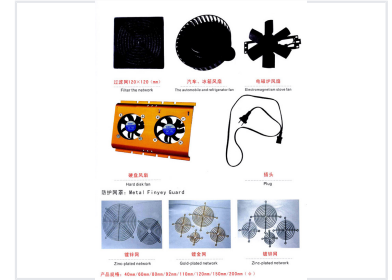 过滤网120×120 (mm)
Filter the network
汽车、冰箱风扇
The automobile and refrigerator fan
电磁炉风扇
Electromagnetism stove fan
硬盘风扇
Hard disk fan
插头
Plug
防护网罩: Metal Finyey Guard
镀锌网
Zinc-plated network
镀金网
Gold-plated network
镀锌网
Zinc-plated network
产品规格: 40mm/60mm/80mm/92mm/110mm/120mm/150mm/200mm